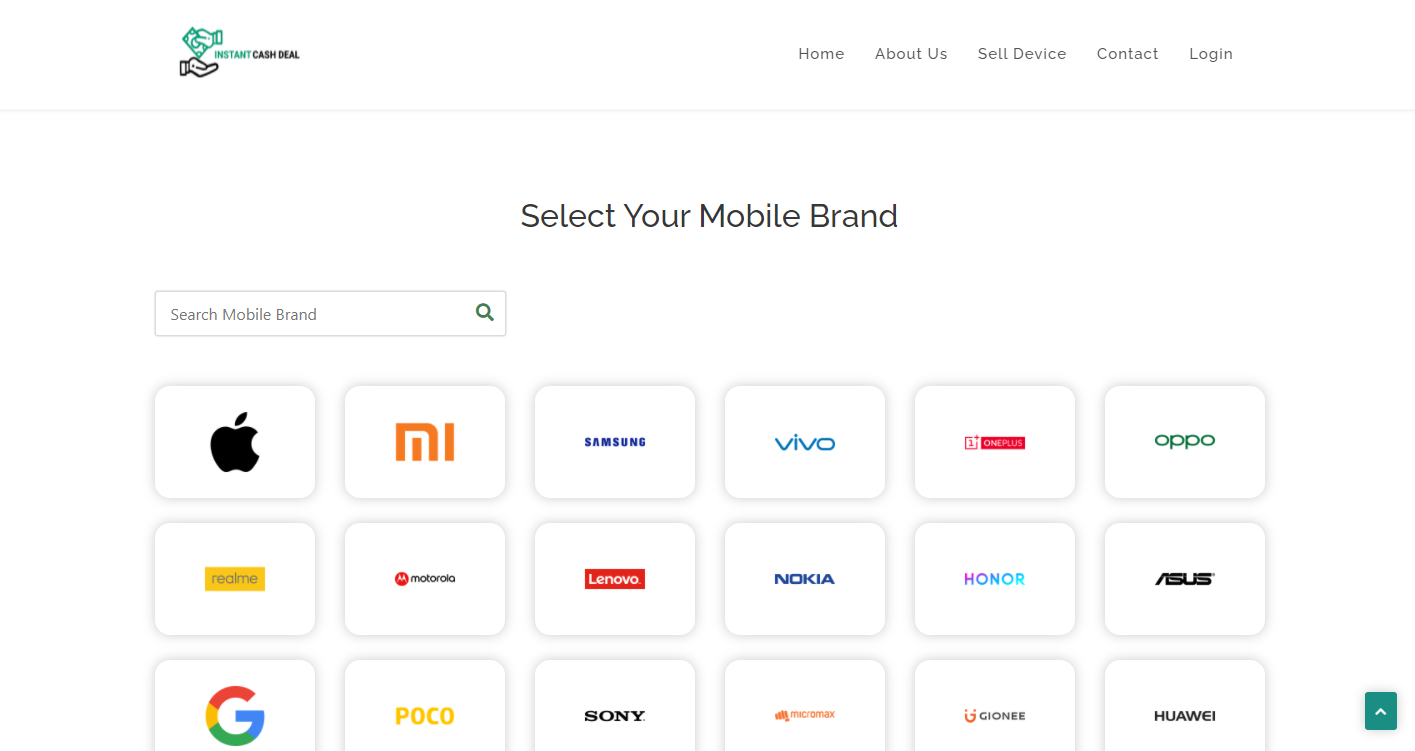 INSTANT CASH DEAL
Home About Us Sell Device Contact Login
Select Your Mobile Brand
Search Mobile Brand
mi SAMSUNG vivo 1+ ONEPLUS oppo
realme motorola Lenovo. NOKIA HONOR ASUS
G POCO SONY micromax GIONEE HUAWEI